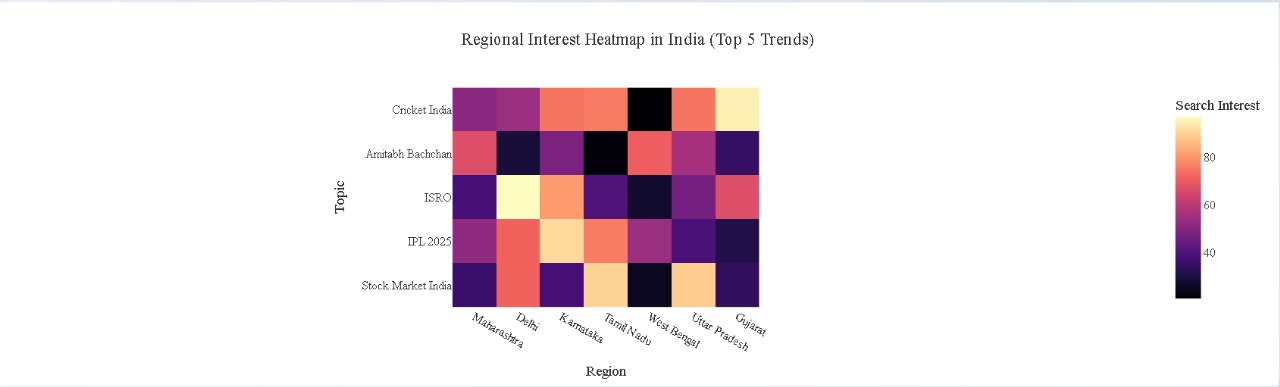 Regional Interest Heatmap in India (Top 5 Trends)
Search Interest
Cricket India
Amitabh Bachchan
ISRO
IPL 2025
Stock Market India
Topic
80
60
40
Maharashtra
Delhi
Karnataka
Tamil Nadu
West Bengal
Uttar Pradesh
Gujarat
Region